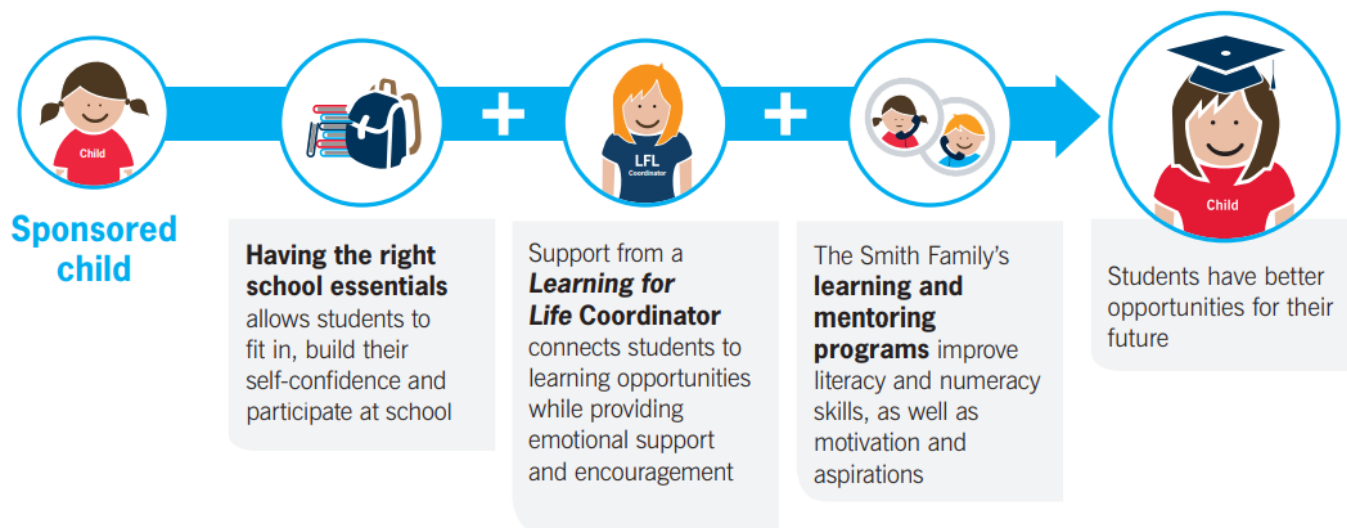 Child
Sponsored
child
Having the right
school essentials
allows students to
fit in, build their
self-confidence and
participate at school
LFL
Coordinator
Support from a
Learning for
Life Coordinator
connects students to
learning opportunities
while providing
emotional support
and encouragement
The Smith Family’s
learning and
mentoring
programs improve
literacy and numeracy
skills, as well as
motivation and
aspirations
Child
Students have better
opportunities for their
future